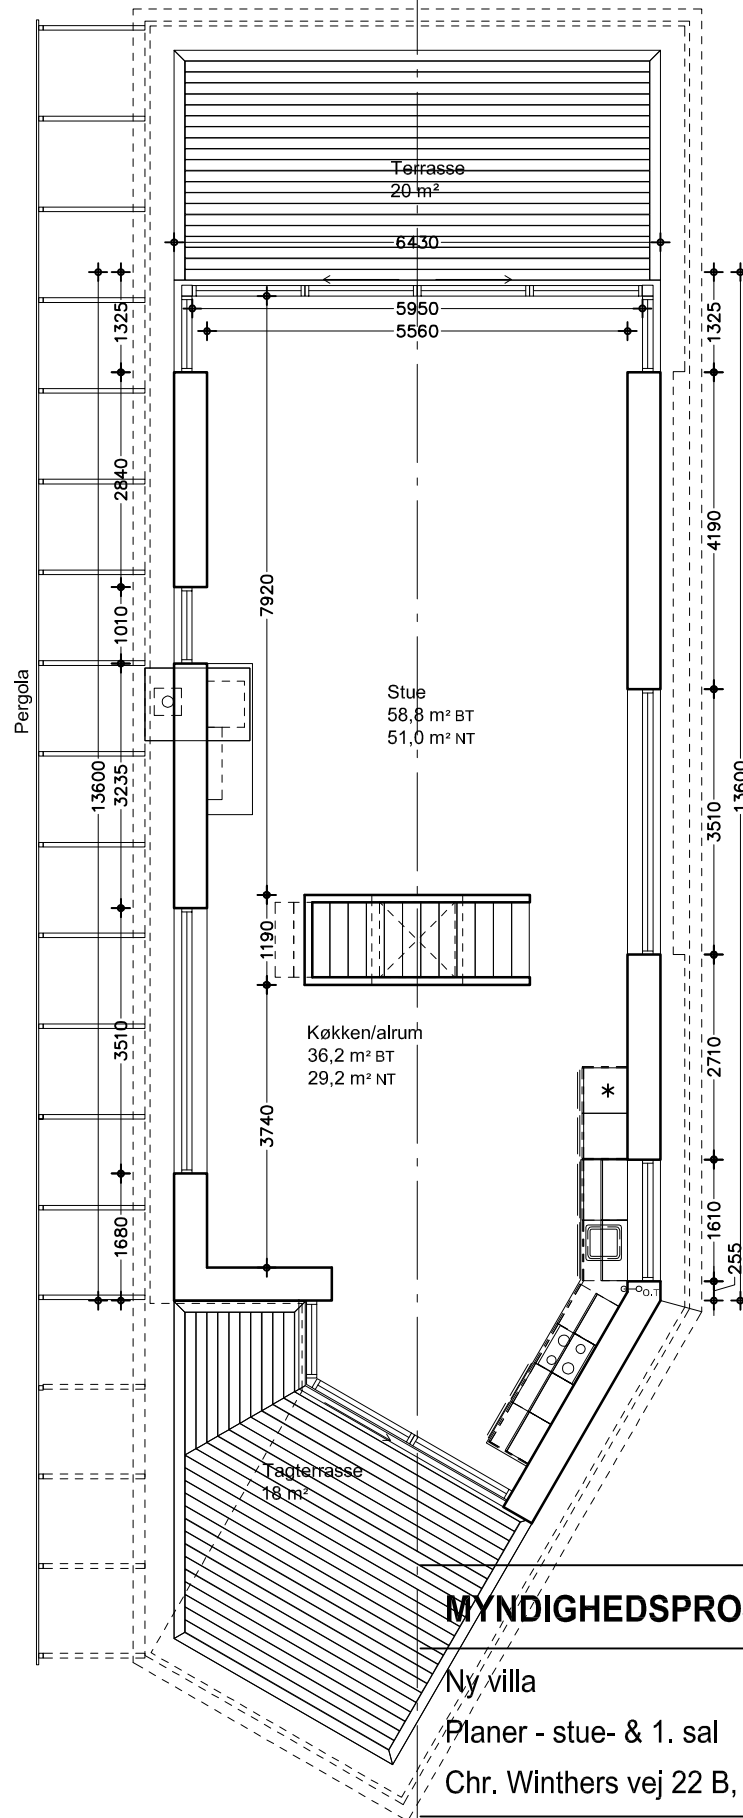 Terrasse
20 m²
6430
5950
5560
1325
1325
2840
4190
7920
1010
Pergola
Stue
58,8 m² BT
51,0 m² NT
13600
3235
3510
13600
1190
Køkken/alrum
36,2 m² BT
29,2 m² NT
3510
2710
3740
*
1680
1610
255
O.T
Tagterrasse
18 m²
MYNDIGHEDSPRO
Ny villa
Planer - stue- & 1. sal
Chr. Winthers vej 22 B,